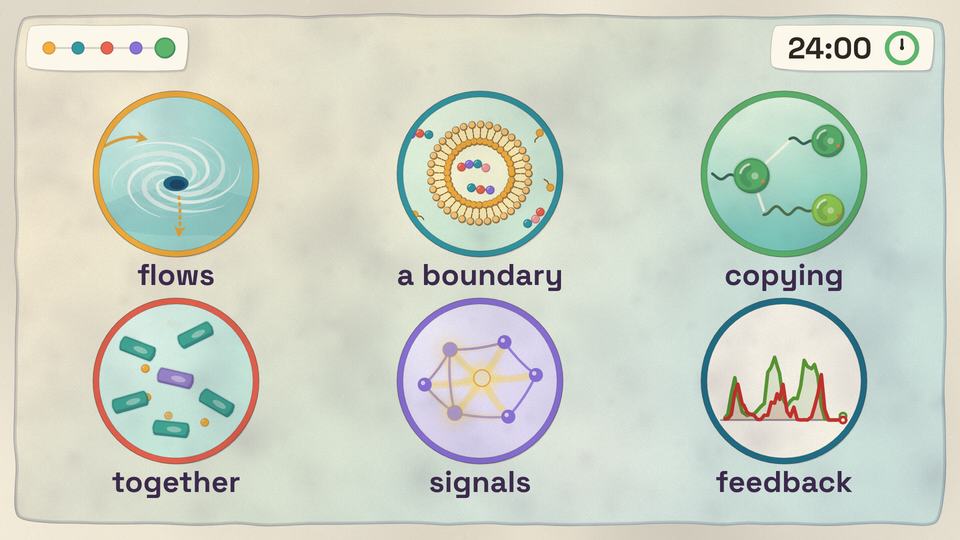 24:00
flows
a boundary
copying
together
signals
feedback